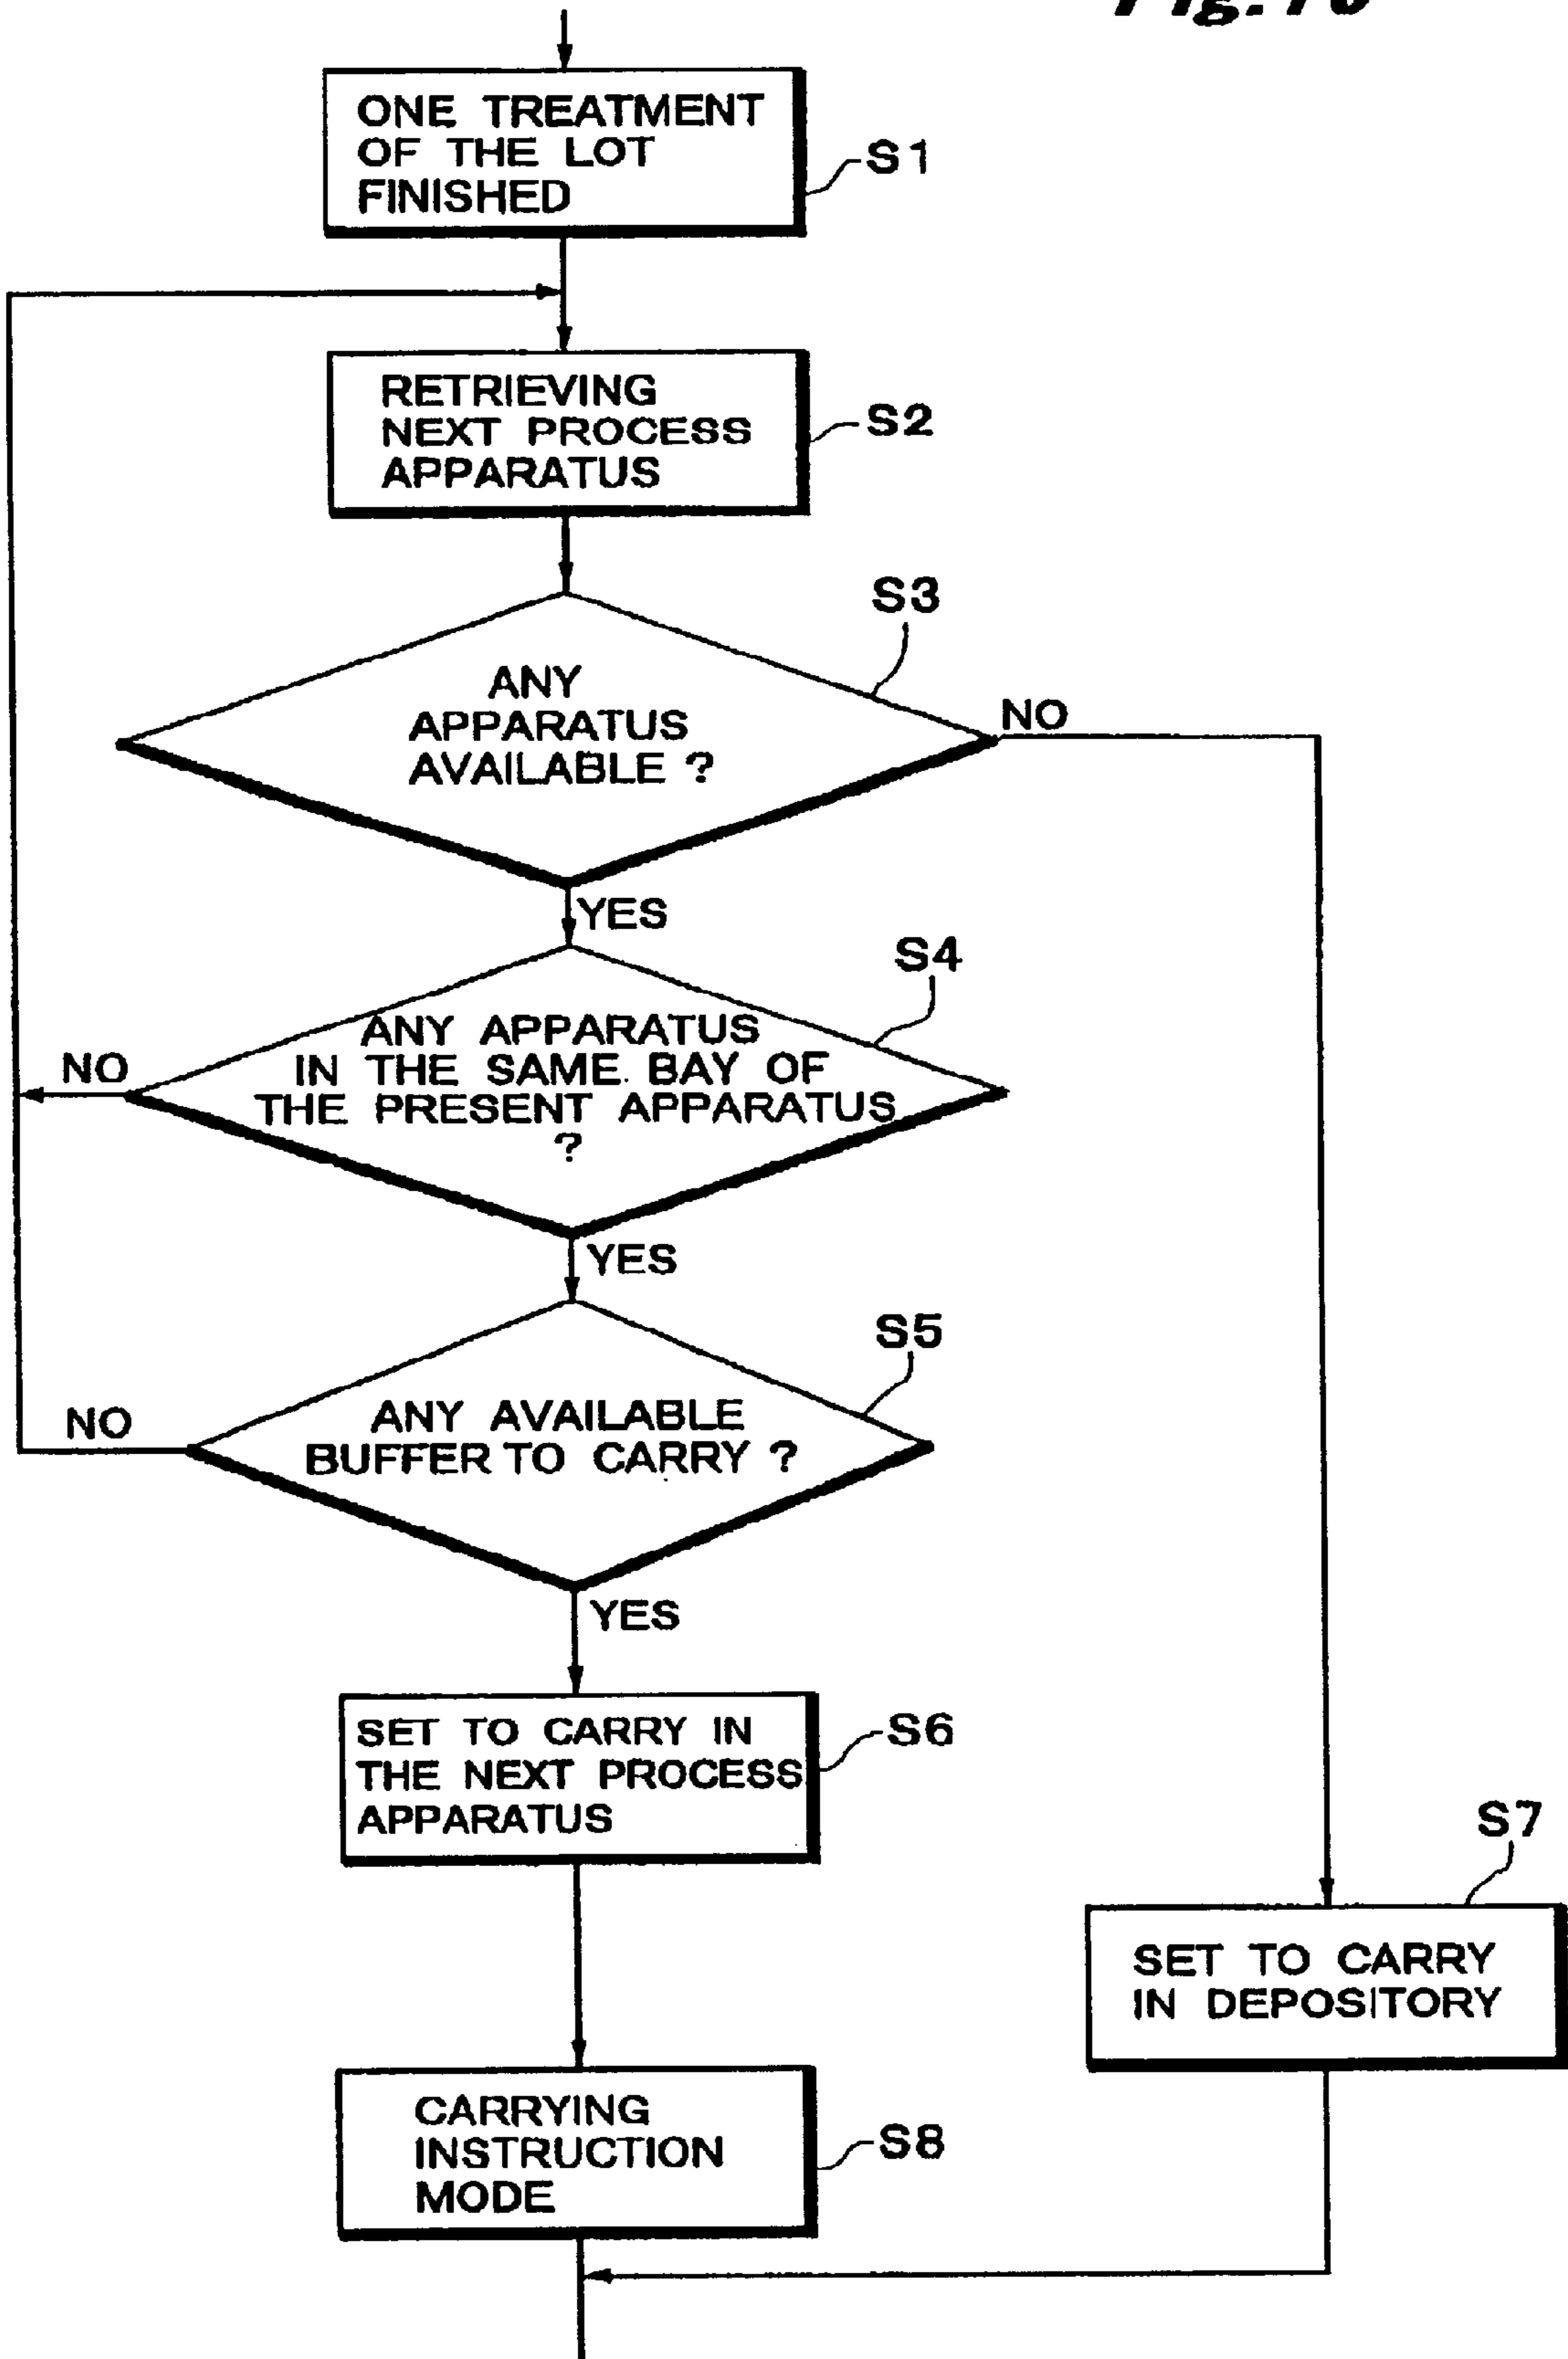 ONE TREATMENT
OF THE LOT
FINISHED
S1
RETRIEVING
NEXT PROCESS
APPARATUS
S2
S3
ANY
APPARATUS
AVAILABLE ?
NO
YES
S4
ANY APPARATUS
IN THE SAME BAY OF
THE PRESENT APPARATUS
?
NO
YES
S5
ANY AVAILABLE
BUFFER TO CARRY ?
NO
YES
SET TO CARRY IN
THE NEXT PROCESS
APPARATUS
S6
S7
SET TO CARRY
IN DEPOSITORY
CARRYING
INSTRUCTION
MODE
S8